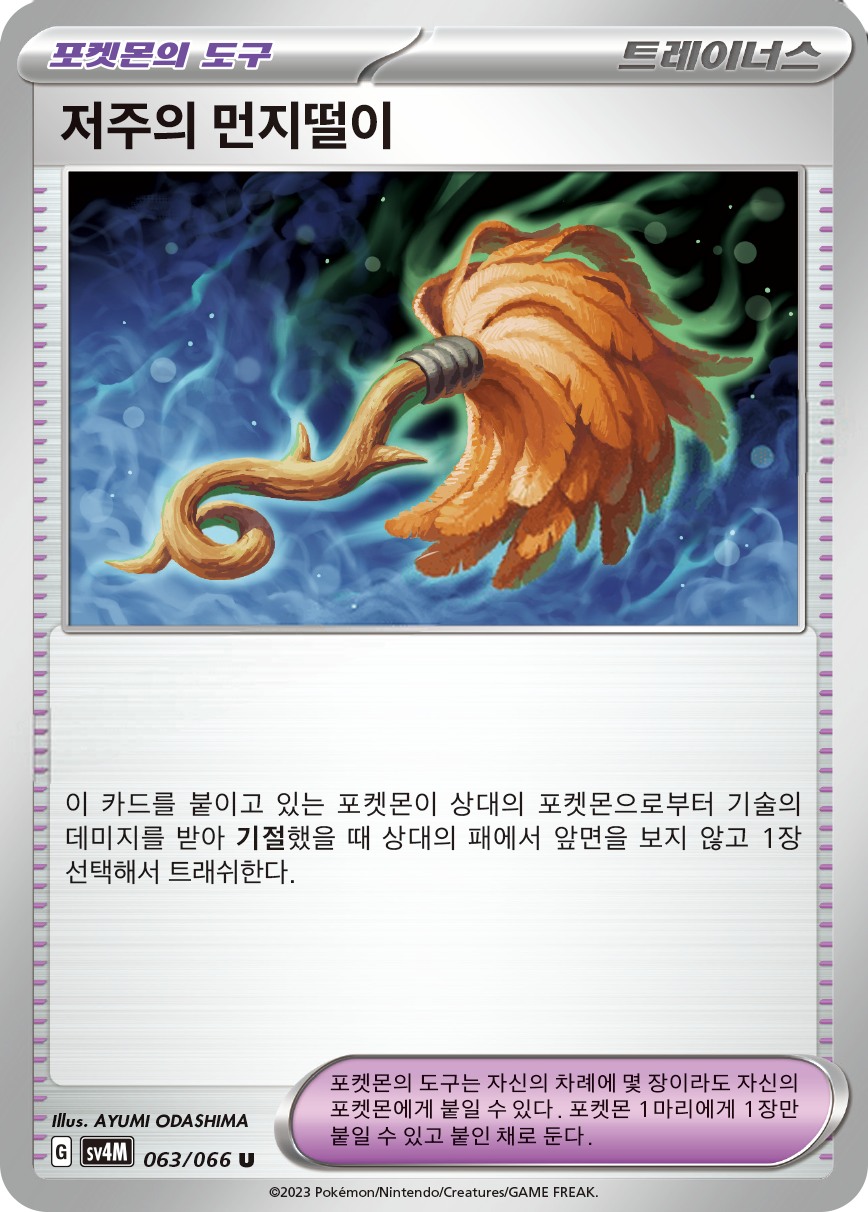 포켓몬의 도구
트레이너스
저주의 먼지떨이
이 카드를 붙이고 있는 포켓몬이 상대의 포켓몬으로부터 기술의
데미지를 받아 기절했을 때 상대의 패에서 앞면을 보지 않고 1장
선택해서 트래쉬한다.
포켓몬의 도구는 자신의 차례에 몇 장이라도 자신의
포켓몬에게 붙일 수 있다. 포켓몬 1마리에게 1장만
붙일 수 있고 붙인 채로 둔다.
Illus. AYUMI ODASHIMA
G sv4M 063/066 U
©2023 Pokémon/Nintendo/Creatures/GAME FREAK.